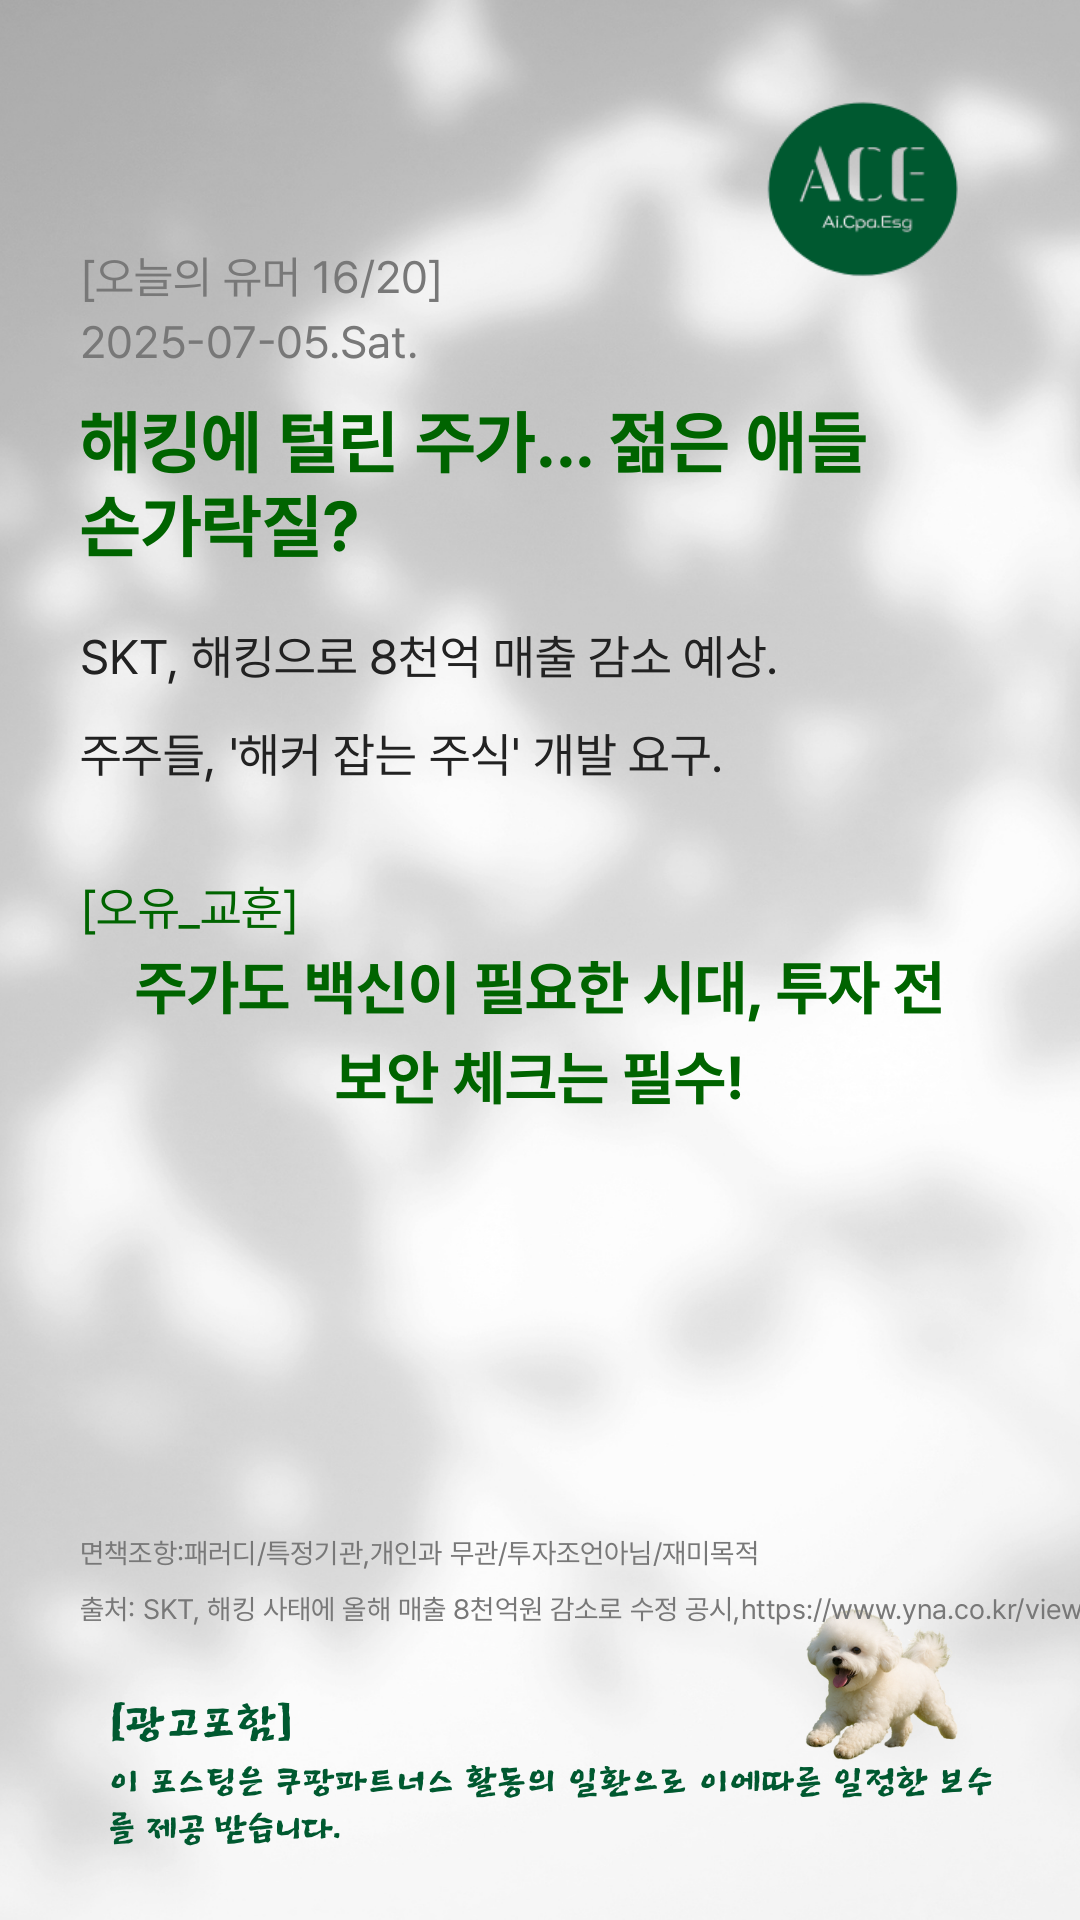 ACE
Ai.Cpa.Esg
[오늘의 유머 16/20]
2025-07-05.Sat.
해킹에 털린 주가... 젊은 애들
손가락질?
SKT, 해킹으로 8천억 매출 감소 예상.
주주들, '해커 잡는 주식' 개발 요구.
[오유_교훈]
주가도 백신이 필요한 시대, 투자 전
보안 체크는 필수!
면책조항:패러디/특정기관,개인과 무관/투자조언아님/재미목적
출처: SKT, 해킹 사태에 올해 매출 8천억원 감소로 수정 공시,https://www.yna.co.kr/view
[광고포함]
이 포스팅은 쿠팡파트너스 활동의 일환으로 이에따른 일정한 보수
를 제공 받습니다.